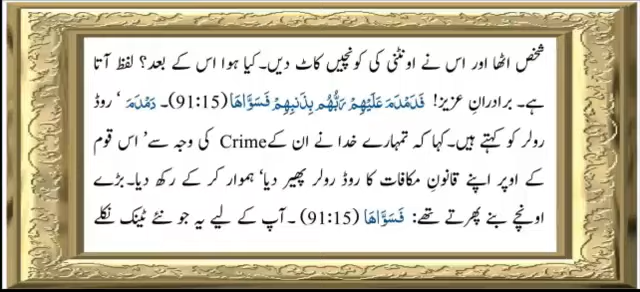 شخص اٹھا اور اس نے اونٹنی کی کونچیں کاٹ دیں۔ کیا ہوا اس کے بعد؟ لفظ آتا
ہے۔ برادرانِ عزیز! فَدَمْدَمَ عَلَيْهِمْ رَبُّهُم بِذَنبِهِمْ فَسَوَّاهَا (91:15)۔ دَمْدَمَ ‘ روڈ
رولر کو کہتے ہیں۔ کہا کہ تمہارے خدا نے ان کے Crime کی وجہ سے‘ اس قوم
کے اوپر اپنے قانونِ مکافات کا روڈ رولر پھیر دیا‘ ہموار کر کے رکھ دیا۔ بڑے
اونچے بنے پھرتے تھے: فَسَوَّاهَا (91:15)۔ آپ کے لیے یہ جو نئے ٹینک نکلے